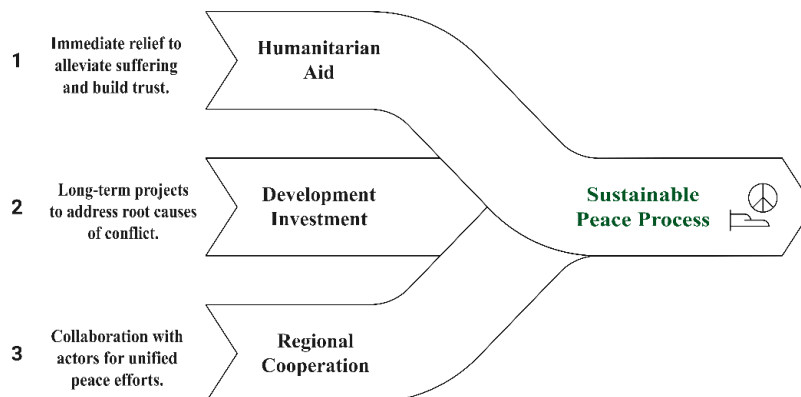 1
Immediate relief to
alleviate suffering
and build trust.
Humanitarian
Aid
2
Long-term projects
to address root causes
of conflict.
Development
Investment
Sustainable
Peace Process
3
Collaboration with
actors for unified
peace efforts.
Regional
Cooperation